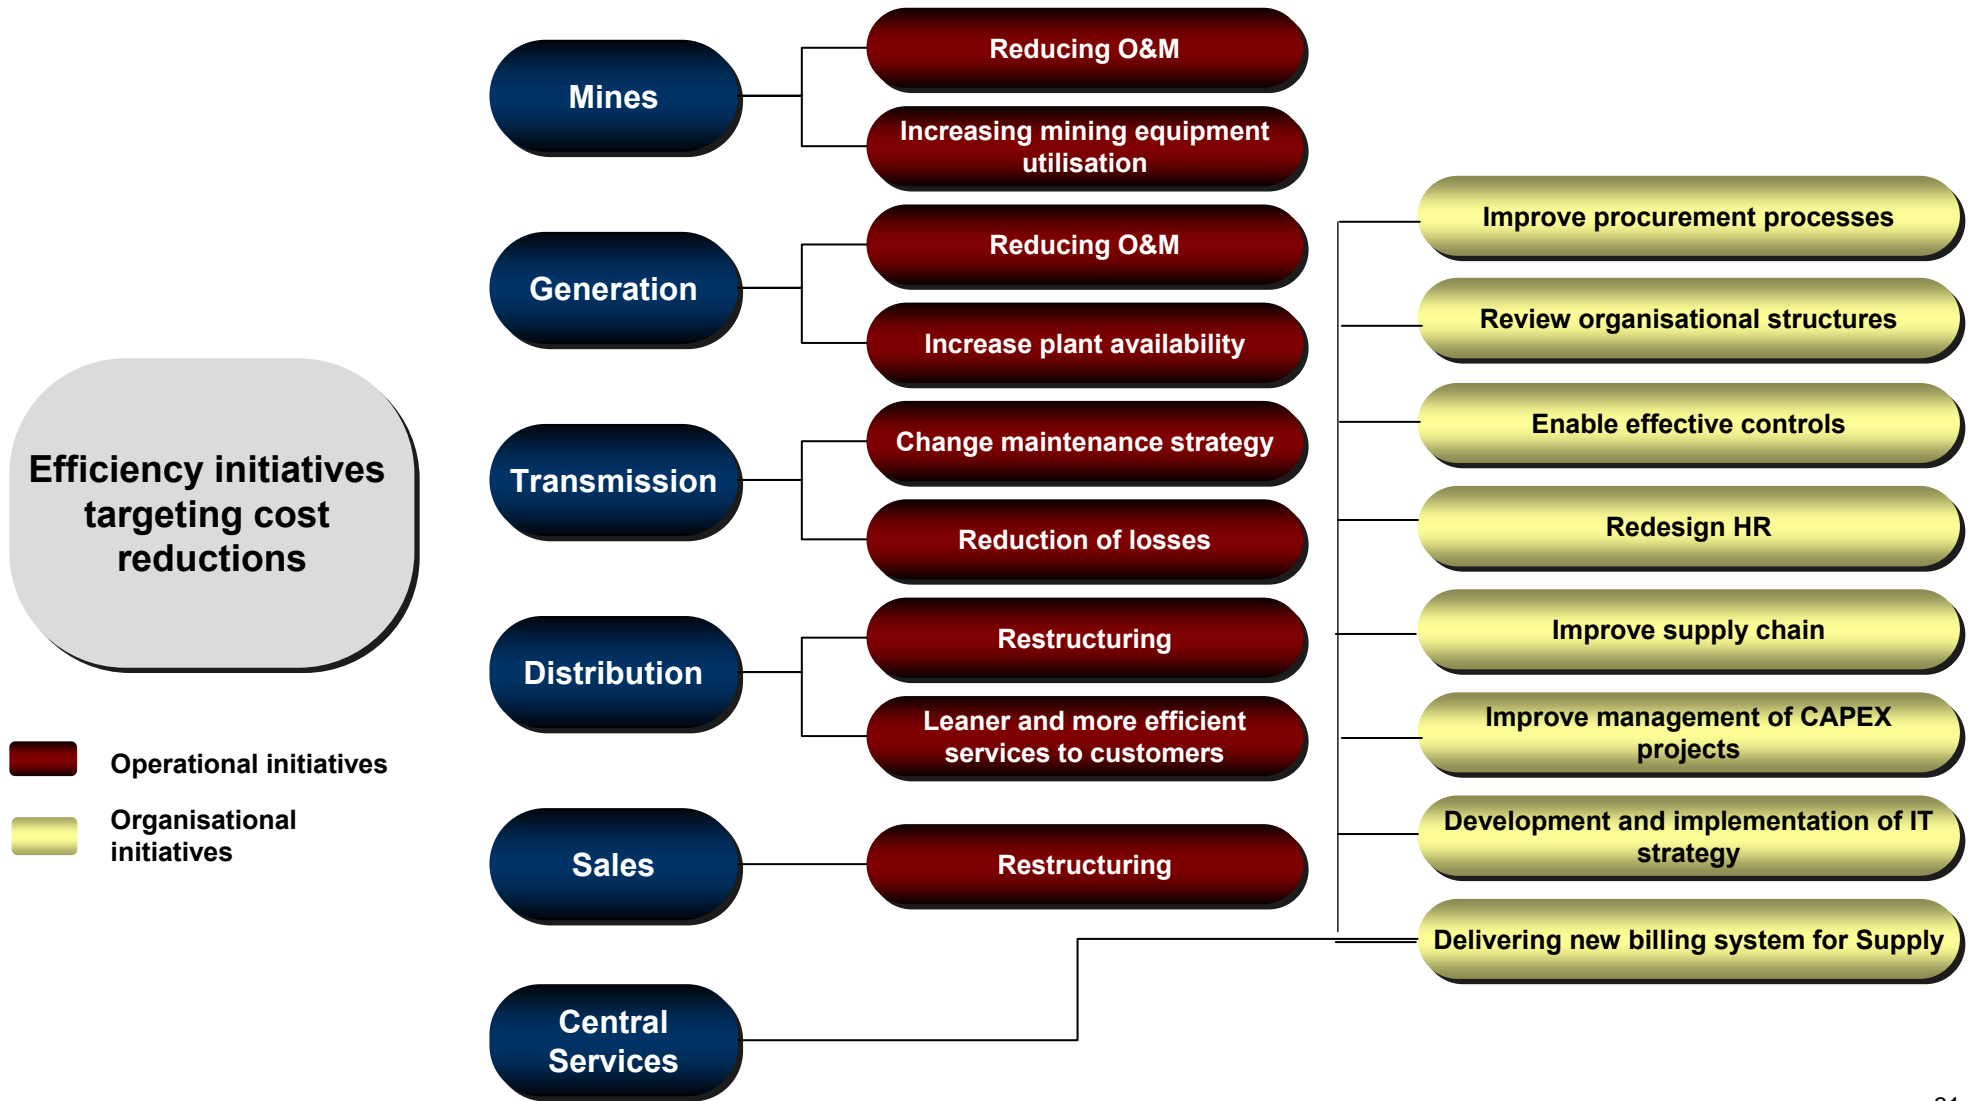 Efficiency initiatives
targeting cost
reductions
Operational initiatives
Organisational
initiatives
Mines
Reducing O&M
Increasing mining equipment
utilisation
Generation
Reducing O&M
Increase plant availability
Transmission
Change maintenance strategy
Reduction of losses
Distribution
Restructuring
Leaner and more efficient
services to customers
Sales
Restructuring
Central
Services
Improve procurement processes
Review organisational structures
Enable effective controls
Redesign HR
Improve supply chain
Improve management of CAPEX
projects
Development and implementation of IT
strategy
Delivering new billing system for Supply